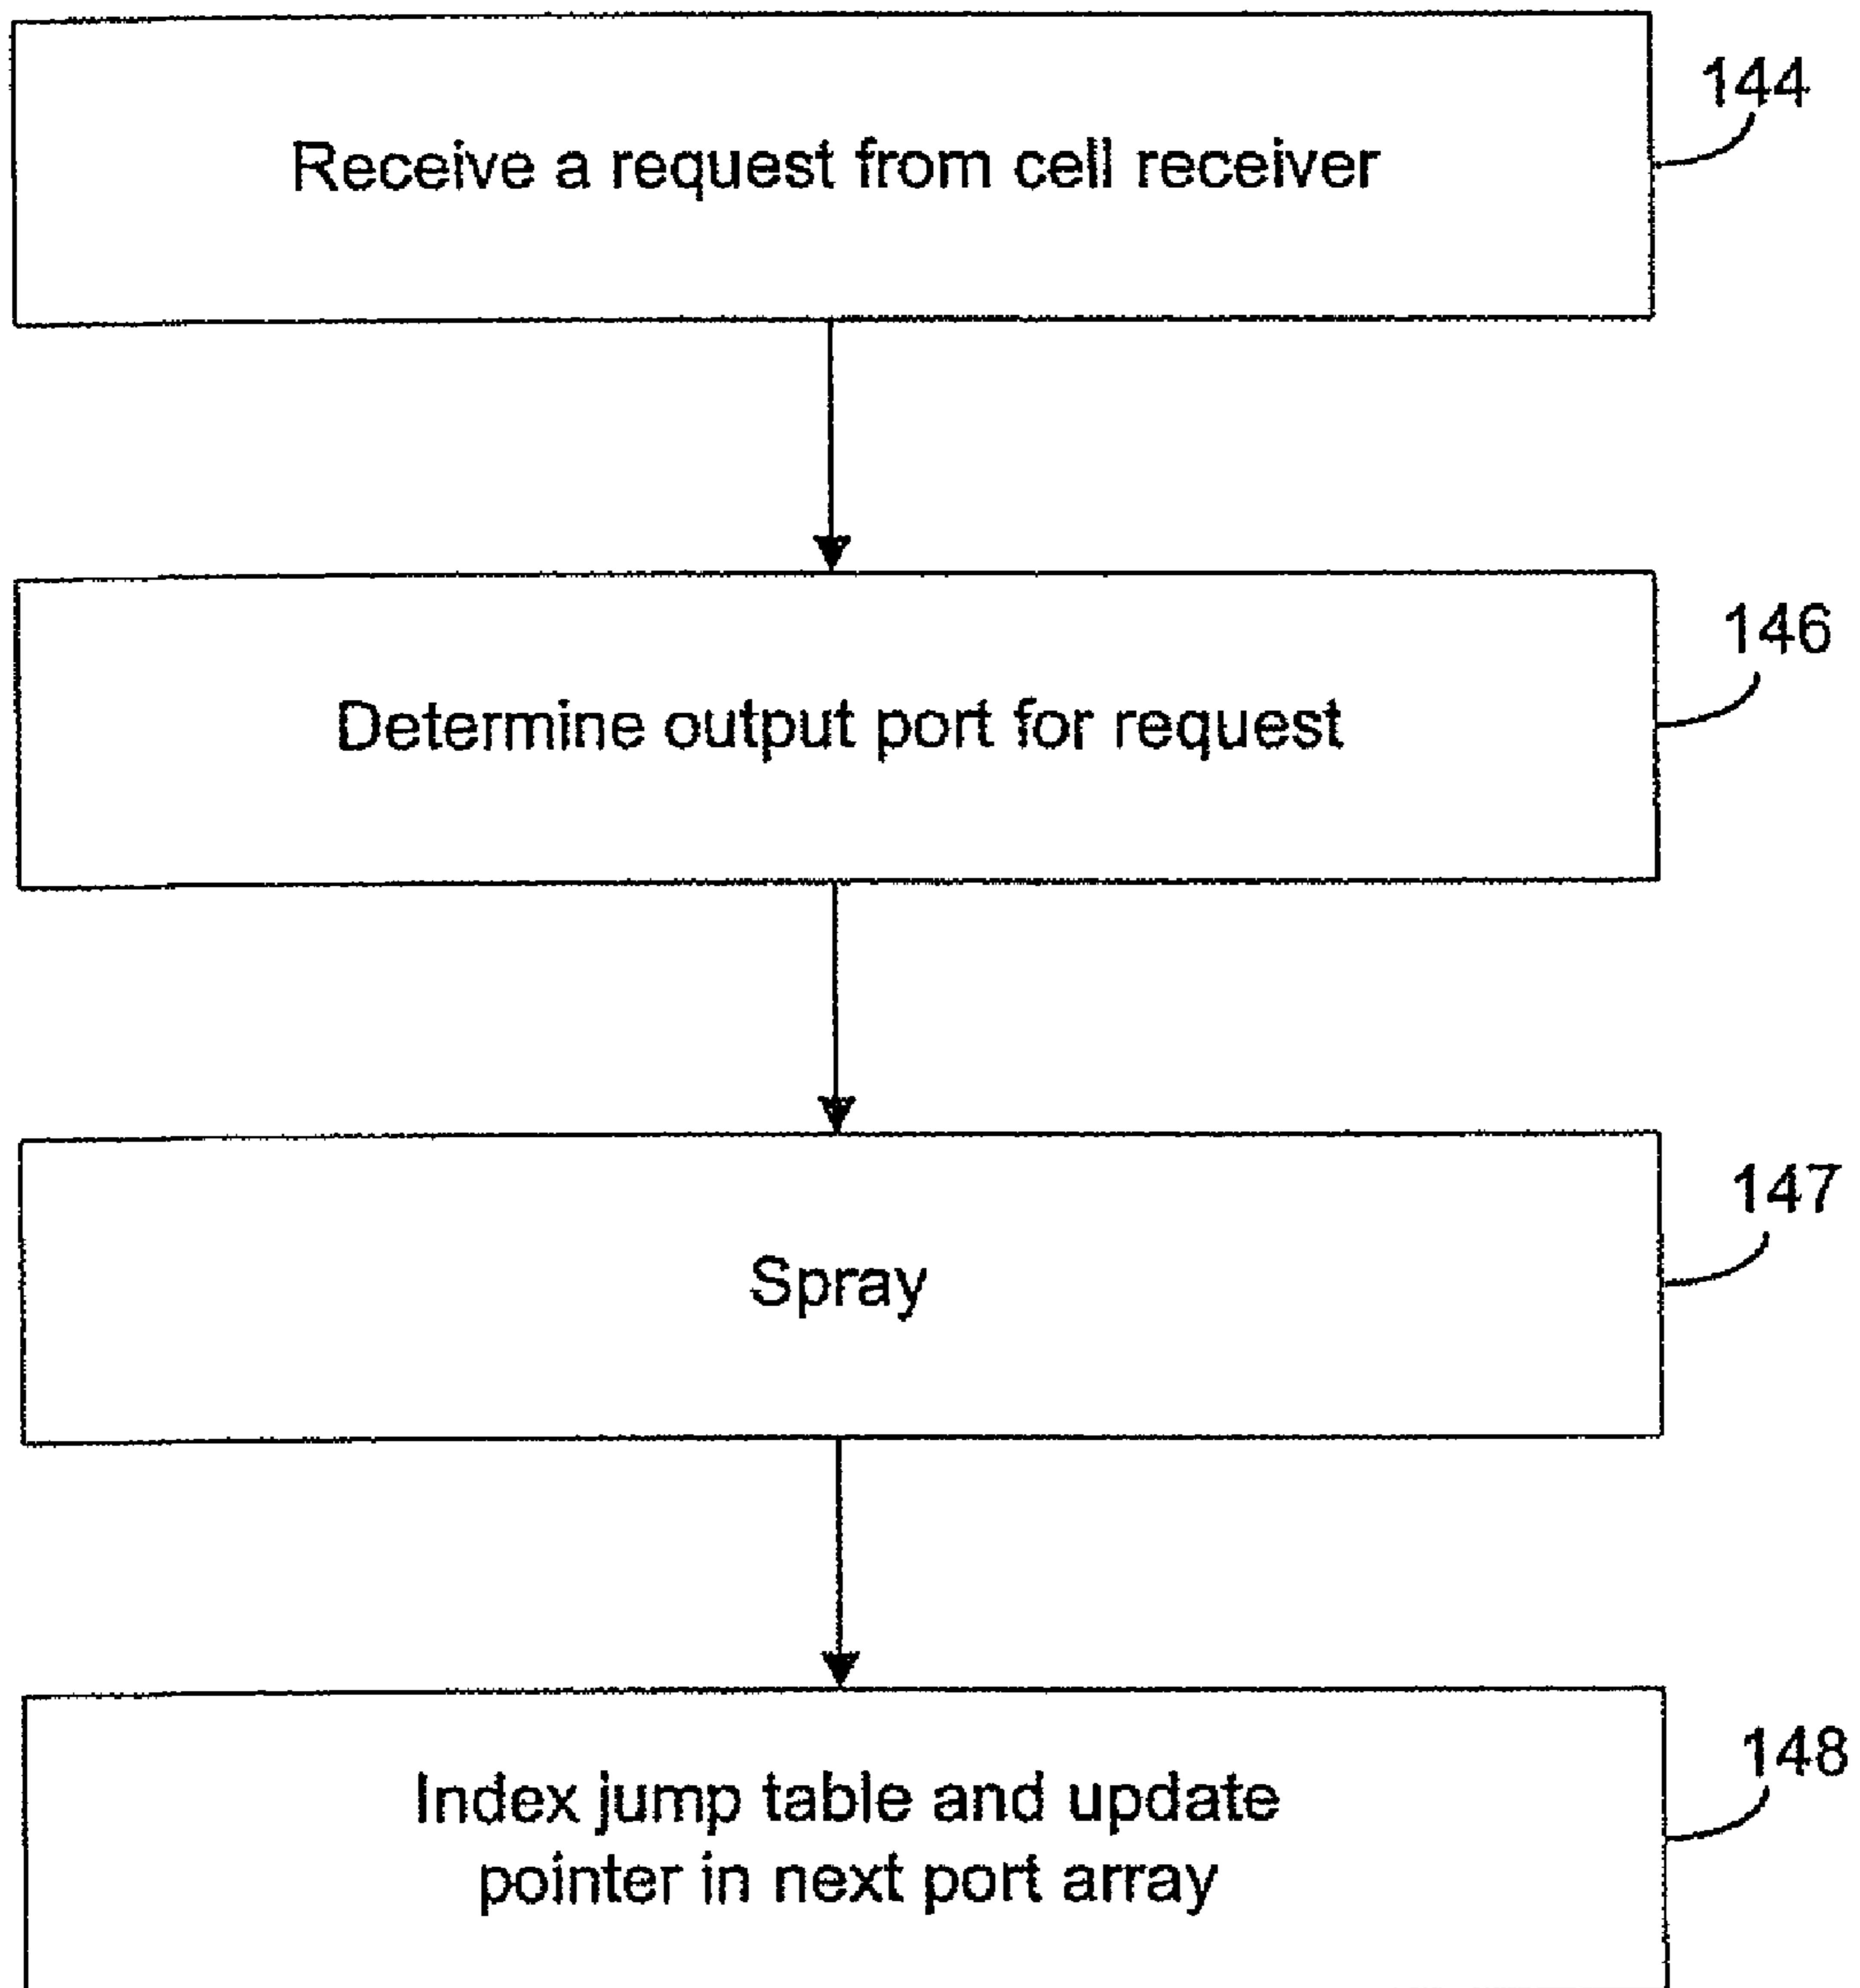 144
Receive a request from cell receiver
146
Determine output port for request
147
Spray
148
Index jump table and update
pointer in next port array